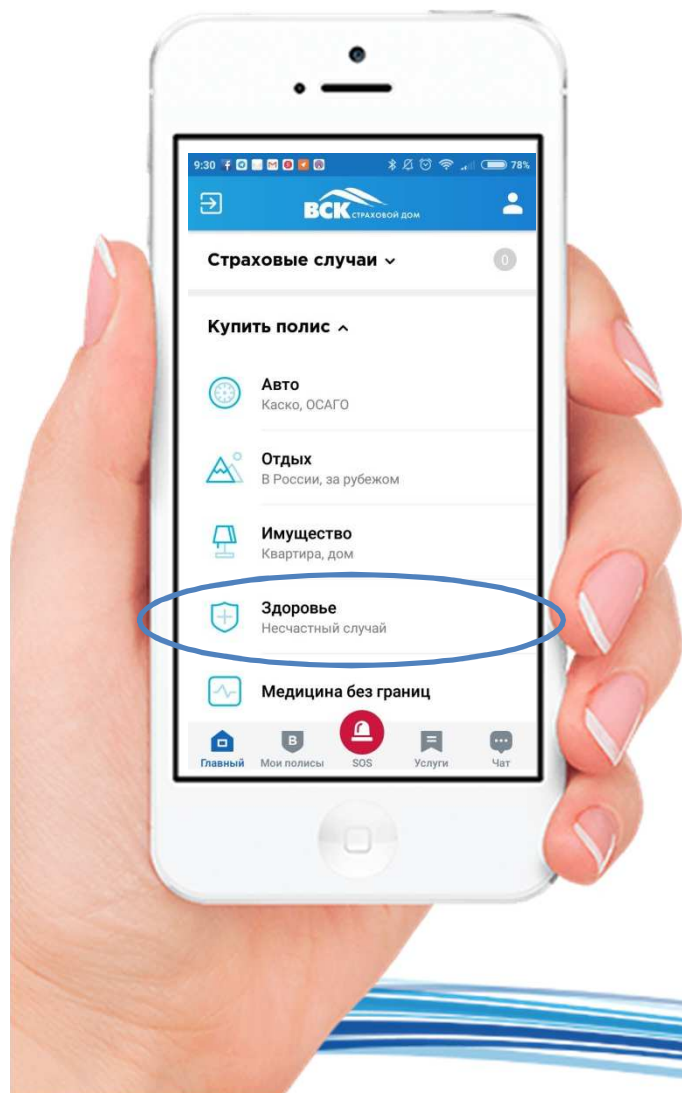 9:30
78%
ВСК СТРАХОВОЙ ДОМ
Страховые случаи
0
Купить полис
Авто
Каско, ОСАГО
Отдых
В России, за рубежом
Имущество
Квартира, дом
Здоровье
Несчастный случай
Медицина без границ
В
Главный Мои полисы SOS Услуги Чат